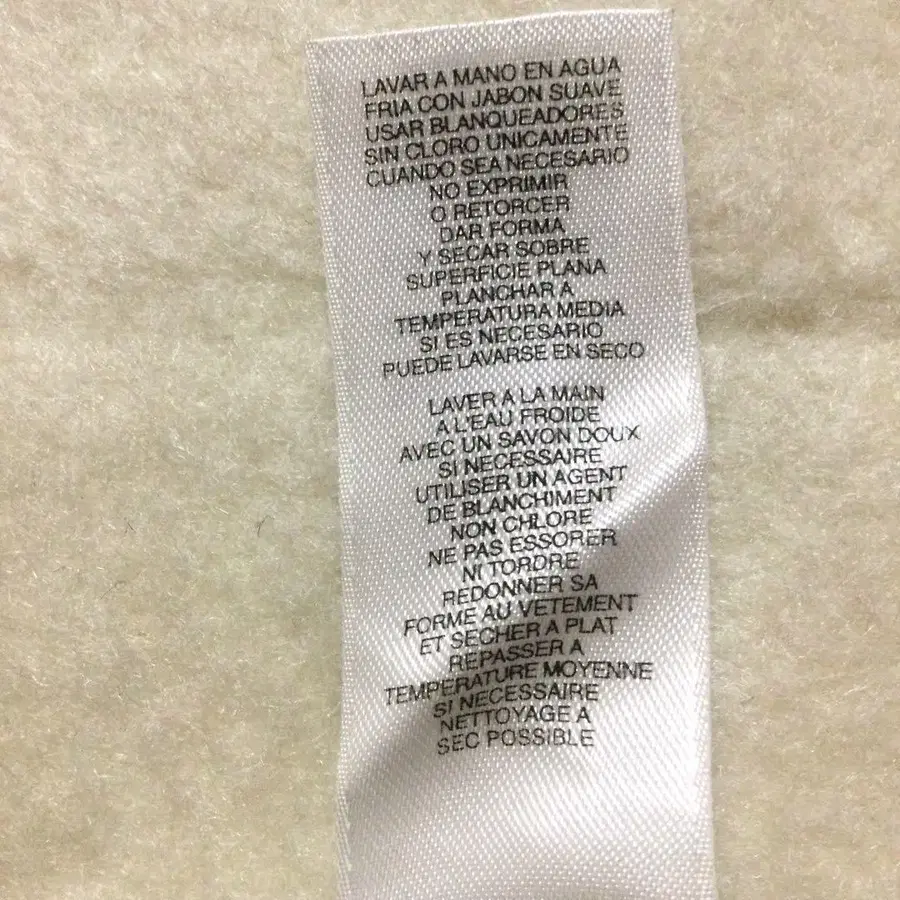 LAVAR A MANO EN AGUA
FRIA CON JABON SUAVE
USAR BLANQUEADORES
SIN CLORO UNICAMENTE
CUANDO SEA NECESARIO
NO EXPRIMIR
O RETORCER
DAR FORMA
Y SECAR SOBRE
SUPERFICIE PLANA
PLANCHAR A
TEMPERATURA MEDIA
SI ES NECESARIO
PUEDE LAVARSE EN SECO
LAVER A LA MAIN
A L'EAU FROIDE
AVEC UN SAVON DOUX
SI NECESSAIRE
UTILISER UN AGENT
DE BLANCHIMENT
NON CHLORE
NE PAS ESSORER
NI TORDRE
REDONNER SA
FORME AU VETEMENT
ET SECHER A PLAT
REPASSER A
TEMPERATURE MOYENNE
SI NECESSAIRE
NETTOYAGE A
SEC POSSIBLE